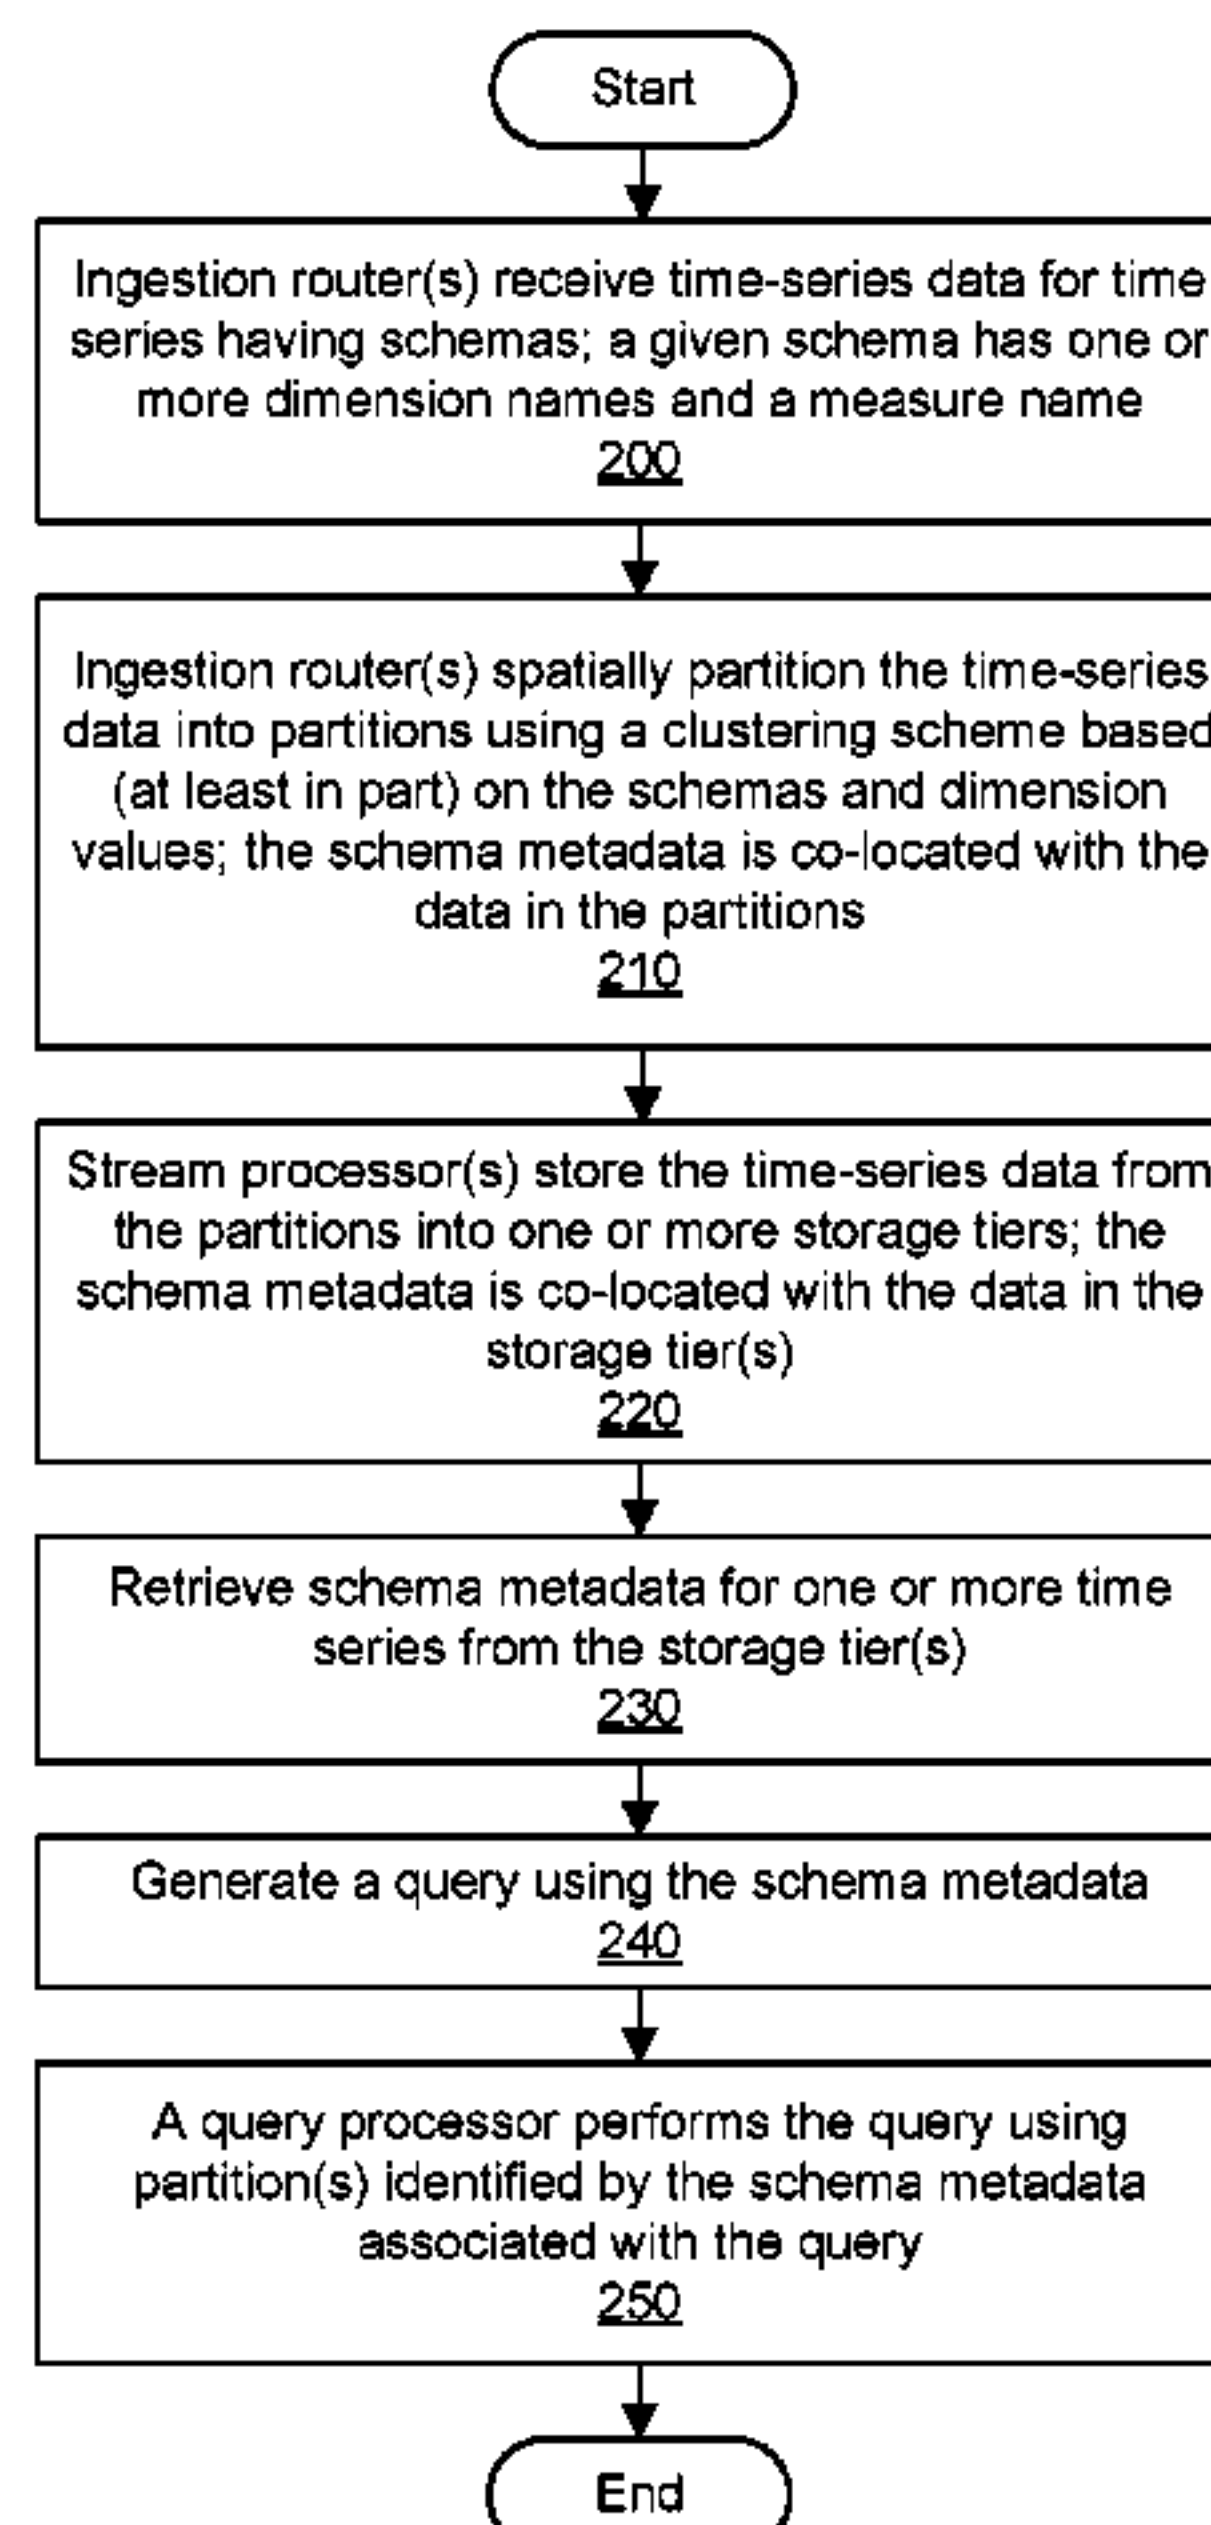 Start
Ingestion router(s) receive time-series data for time
series having schemas; a given schema has one or
more dimension names and a measure name
200
Ingestion router(s) spatially partition the time-series
data into partitions using a clustering scheme based
(at least in part) on the schemas and dimension
values; the schema metadata is co-located with the
data in the partitions
210
Stream processor(s) store the time-series data from
the partitions into one or more storage tiers; the
schema metadata is co-located with the data in the
storage tier(s)
220
Retrieve schema metadata for one or more time
series from the storage tier(s)
230
Generate a query using the schema metadata
240
A query processor performs the query using
partition(s) identified by the schema metadata
associated with the query
250
End